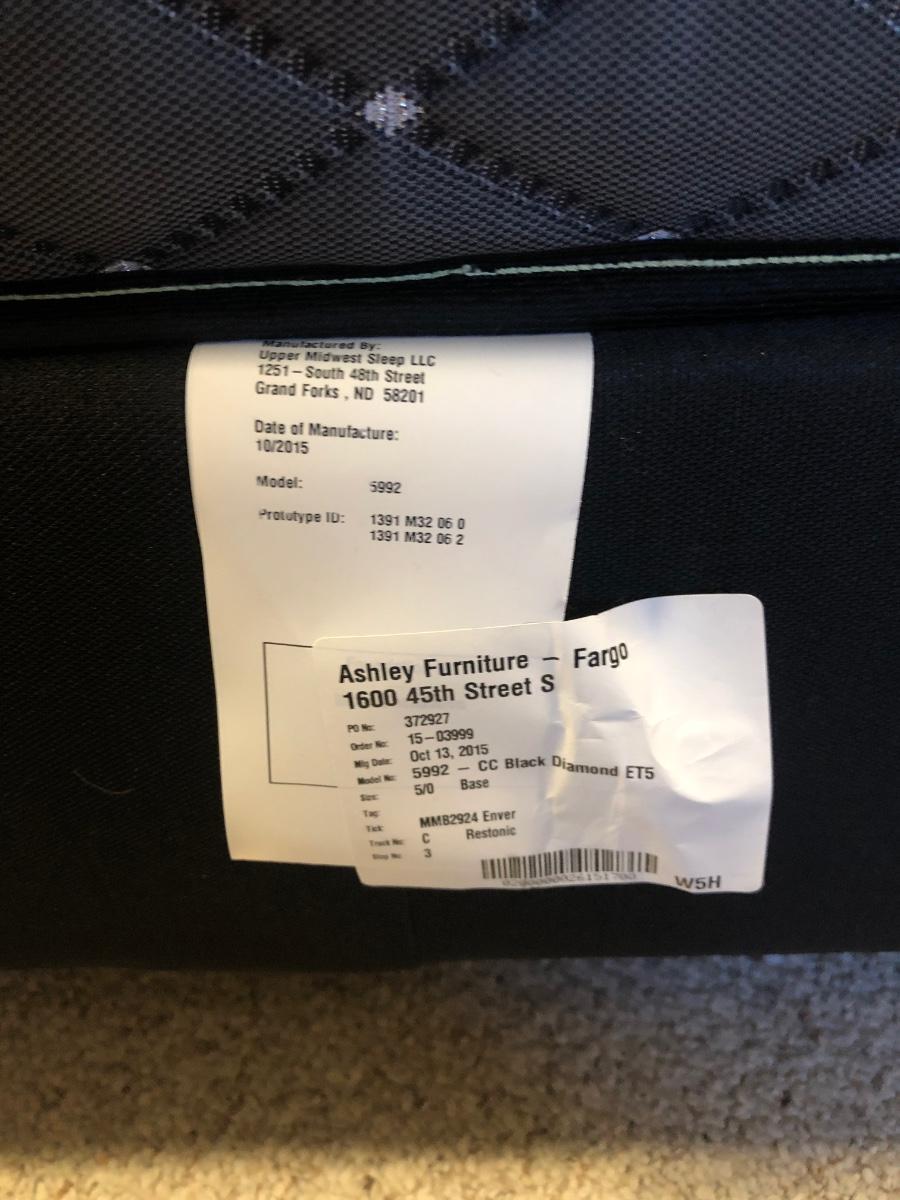 Manufactured By:
Upper Midwest Sleep LLC
1251-South 48th Street
Grand Forks , ND 58201
Date of Manufacture:
10/2015
Model: 5992
Prototype ID: 1391 M32 06 0
1391 M32 06 2
Ashley Furniture - Fargo
1600 45th Street S
PO No: 372927
Order No: 15-03999
Mfg Date: Oct 13, 2015
Model No: 5992 - CC Black Diamond ET5
Size: 5/0 Base
Tag:
Tick: MMB2924 Enver
Truck No: C Restonic
Stop No: 3
W5H